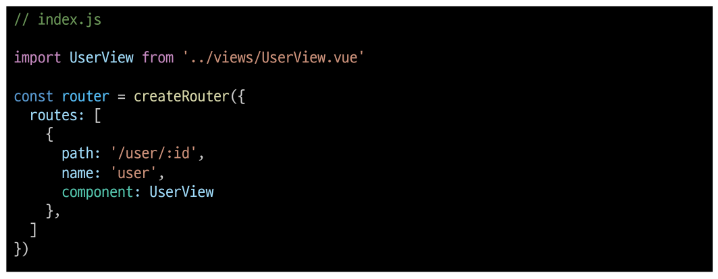 // index.js
import UserView from '../views/UserView.vue'
const router = createRouter({
  routes: [
    {
      path: '/user/:id',
      name: 'user',
      component: UserView
    },
  ]
})